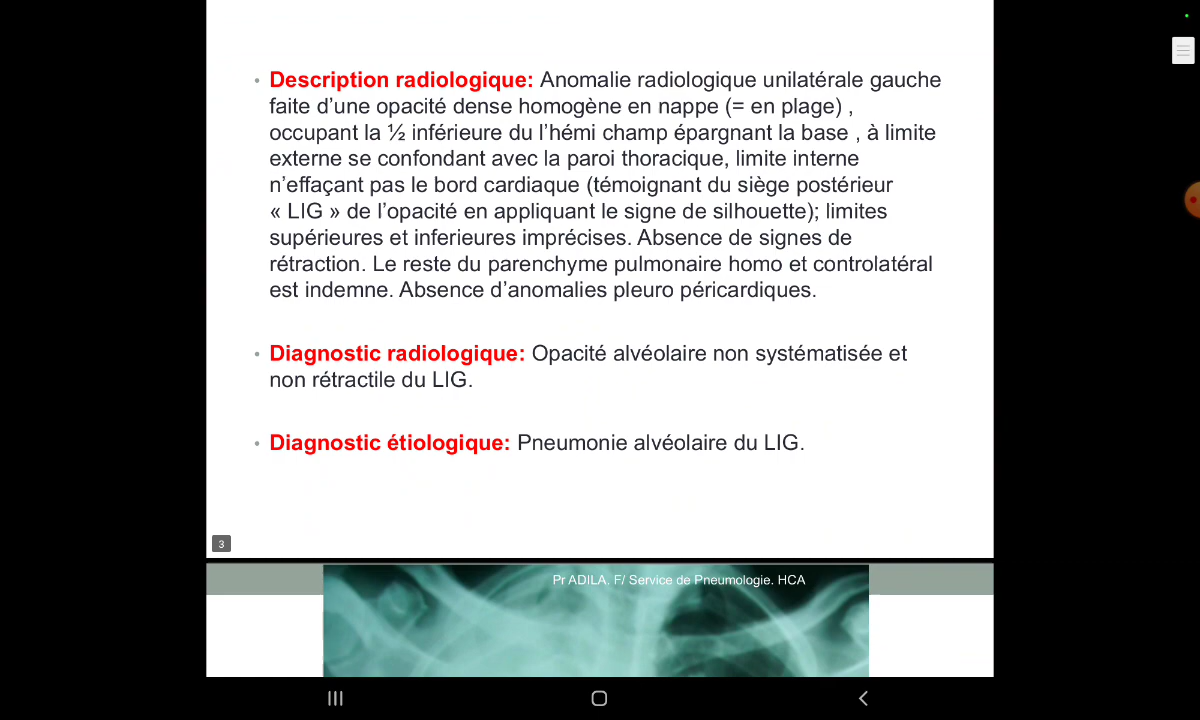 • Description radiologique: Anomalie radiologique unilatérale gauche
faite d’une opacité dense homogène en nappe (= en plage) ,
occupant la ½ inférieure du l’hémi champ épargnant la base , à limite
externe se confondant avec la paroi thoracique, limite interne
n’effaçant pas le bord cardiaque (témoignant du siège postérieur
« LIG » de l’opacité en appliquant le signe de silhouette); limites
supérieures et inferieures imprécises. Absence de signes de
rétraction. Le reste du parenchyme pulmonaire homo et controlatéral
est indemne. Absence d’anomalies pleuro péricardiques.
• Diagnostic radiologique: Opacité alvéolaire non systématisée et
non rétractile du LIG.
• Diagnostic étiologique: Pneumonie alvéolaire du LIG.
3
Pr ADILA. F/ Service de Pneumologie. HCA